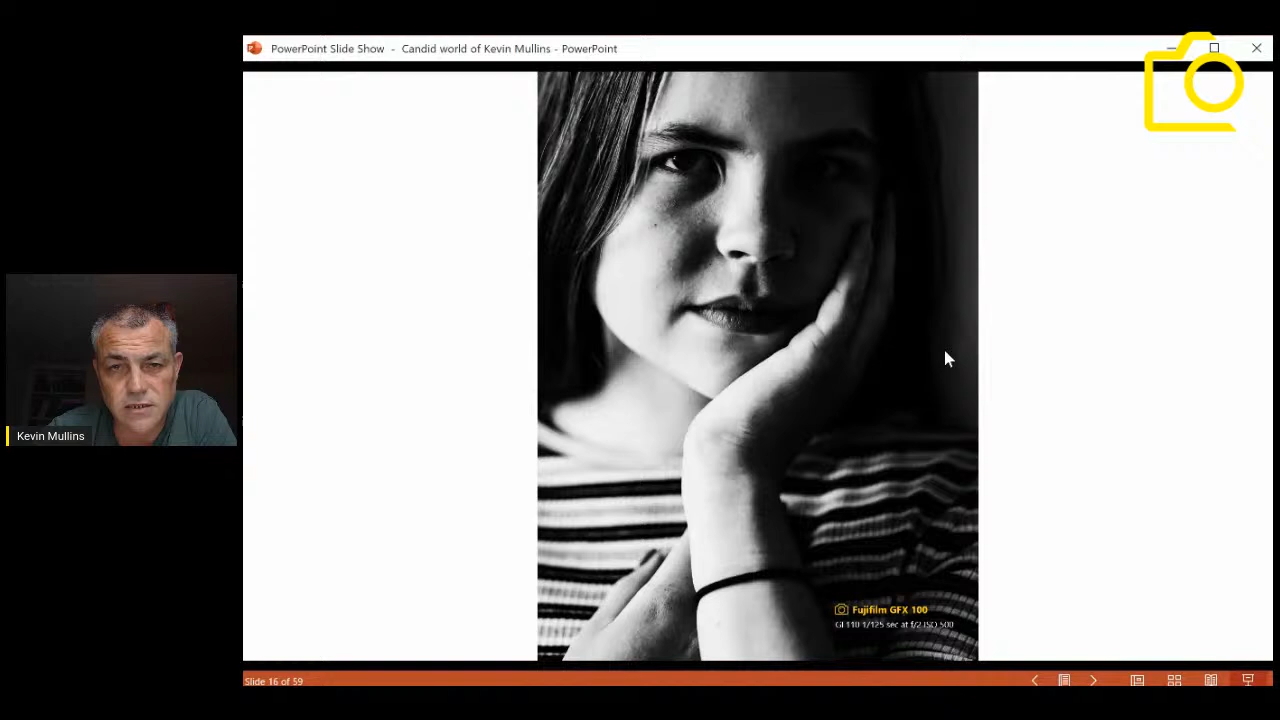 PowerPoint Slide Show - Candid world of Kevin Mullins - PowerPoint
Kevin Mullins
Fujifilm GFX 100
GF110 1/125 sec at f/2 ISO 500
Slide 16 of 59